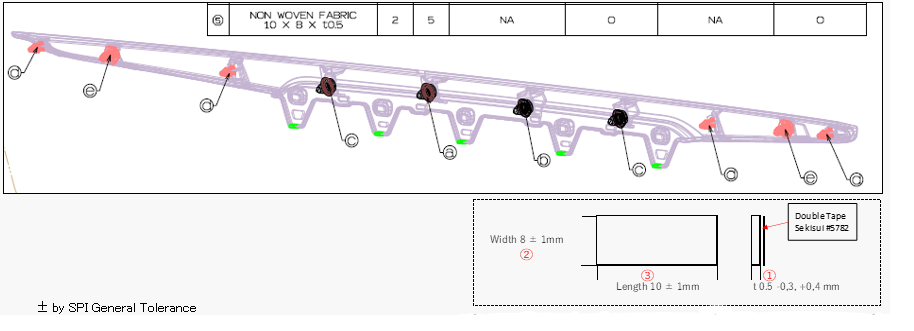 ⑤ NON WOVEN FABRIC 2 5 NA O NA O
10 X 8 X t0.5
d e d c a b c d e d
Double Tape
Sekisui #5782
Width 8 ± 1mm
②
③ ①
Length 10 ± 1mm t 0.5 -0,3, +0,4 mm
± by SPI General Tolerance